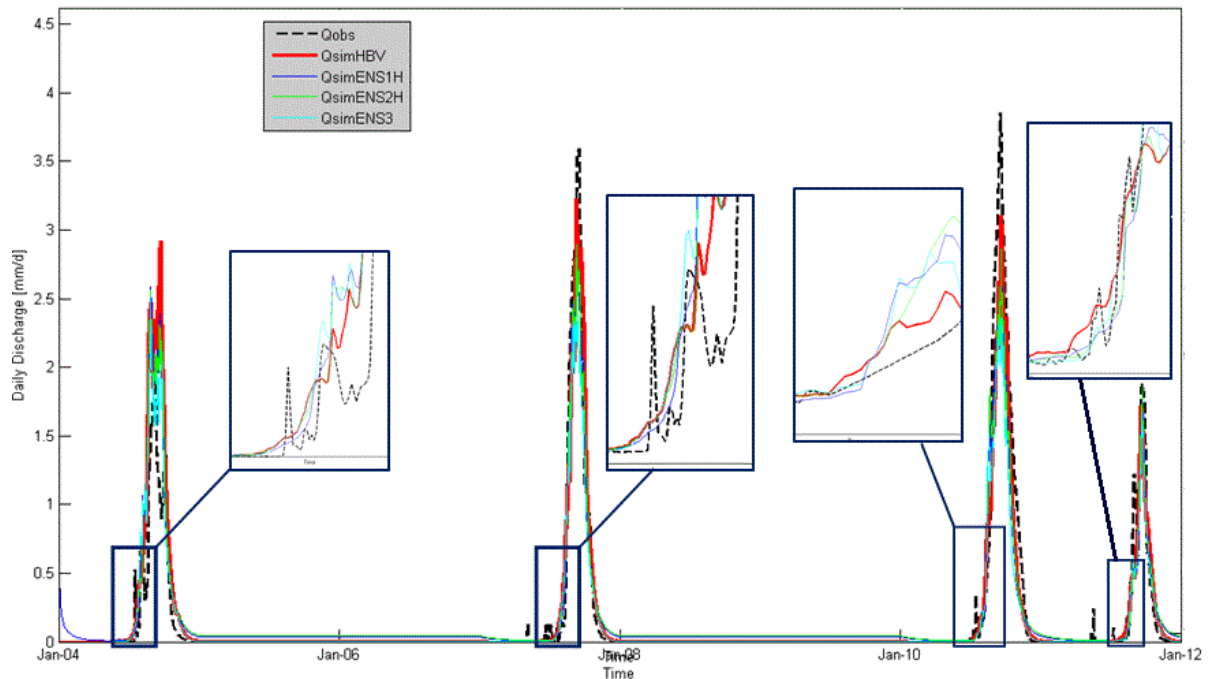 4.5
4
3.5
3
2.5
2
1.5
1
0.5
0
Daily Discharge [mm/d]
Qobs
QsimHBV
QsimENS1H
QsimENS2H
QsimENS3
Time
Jan-04
Jan-06
Jan-08
Jan-10
Jan-12
Time
Time